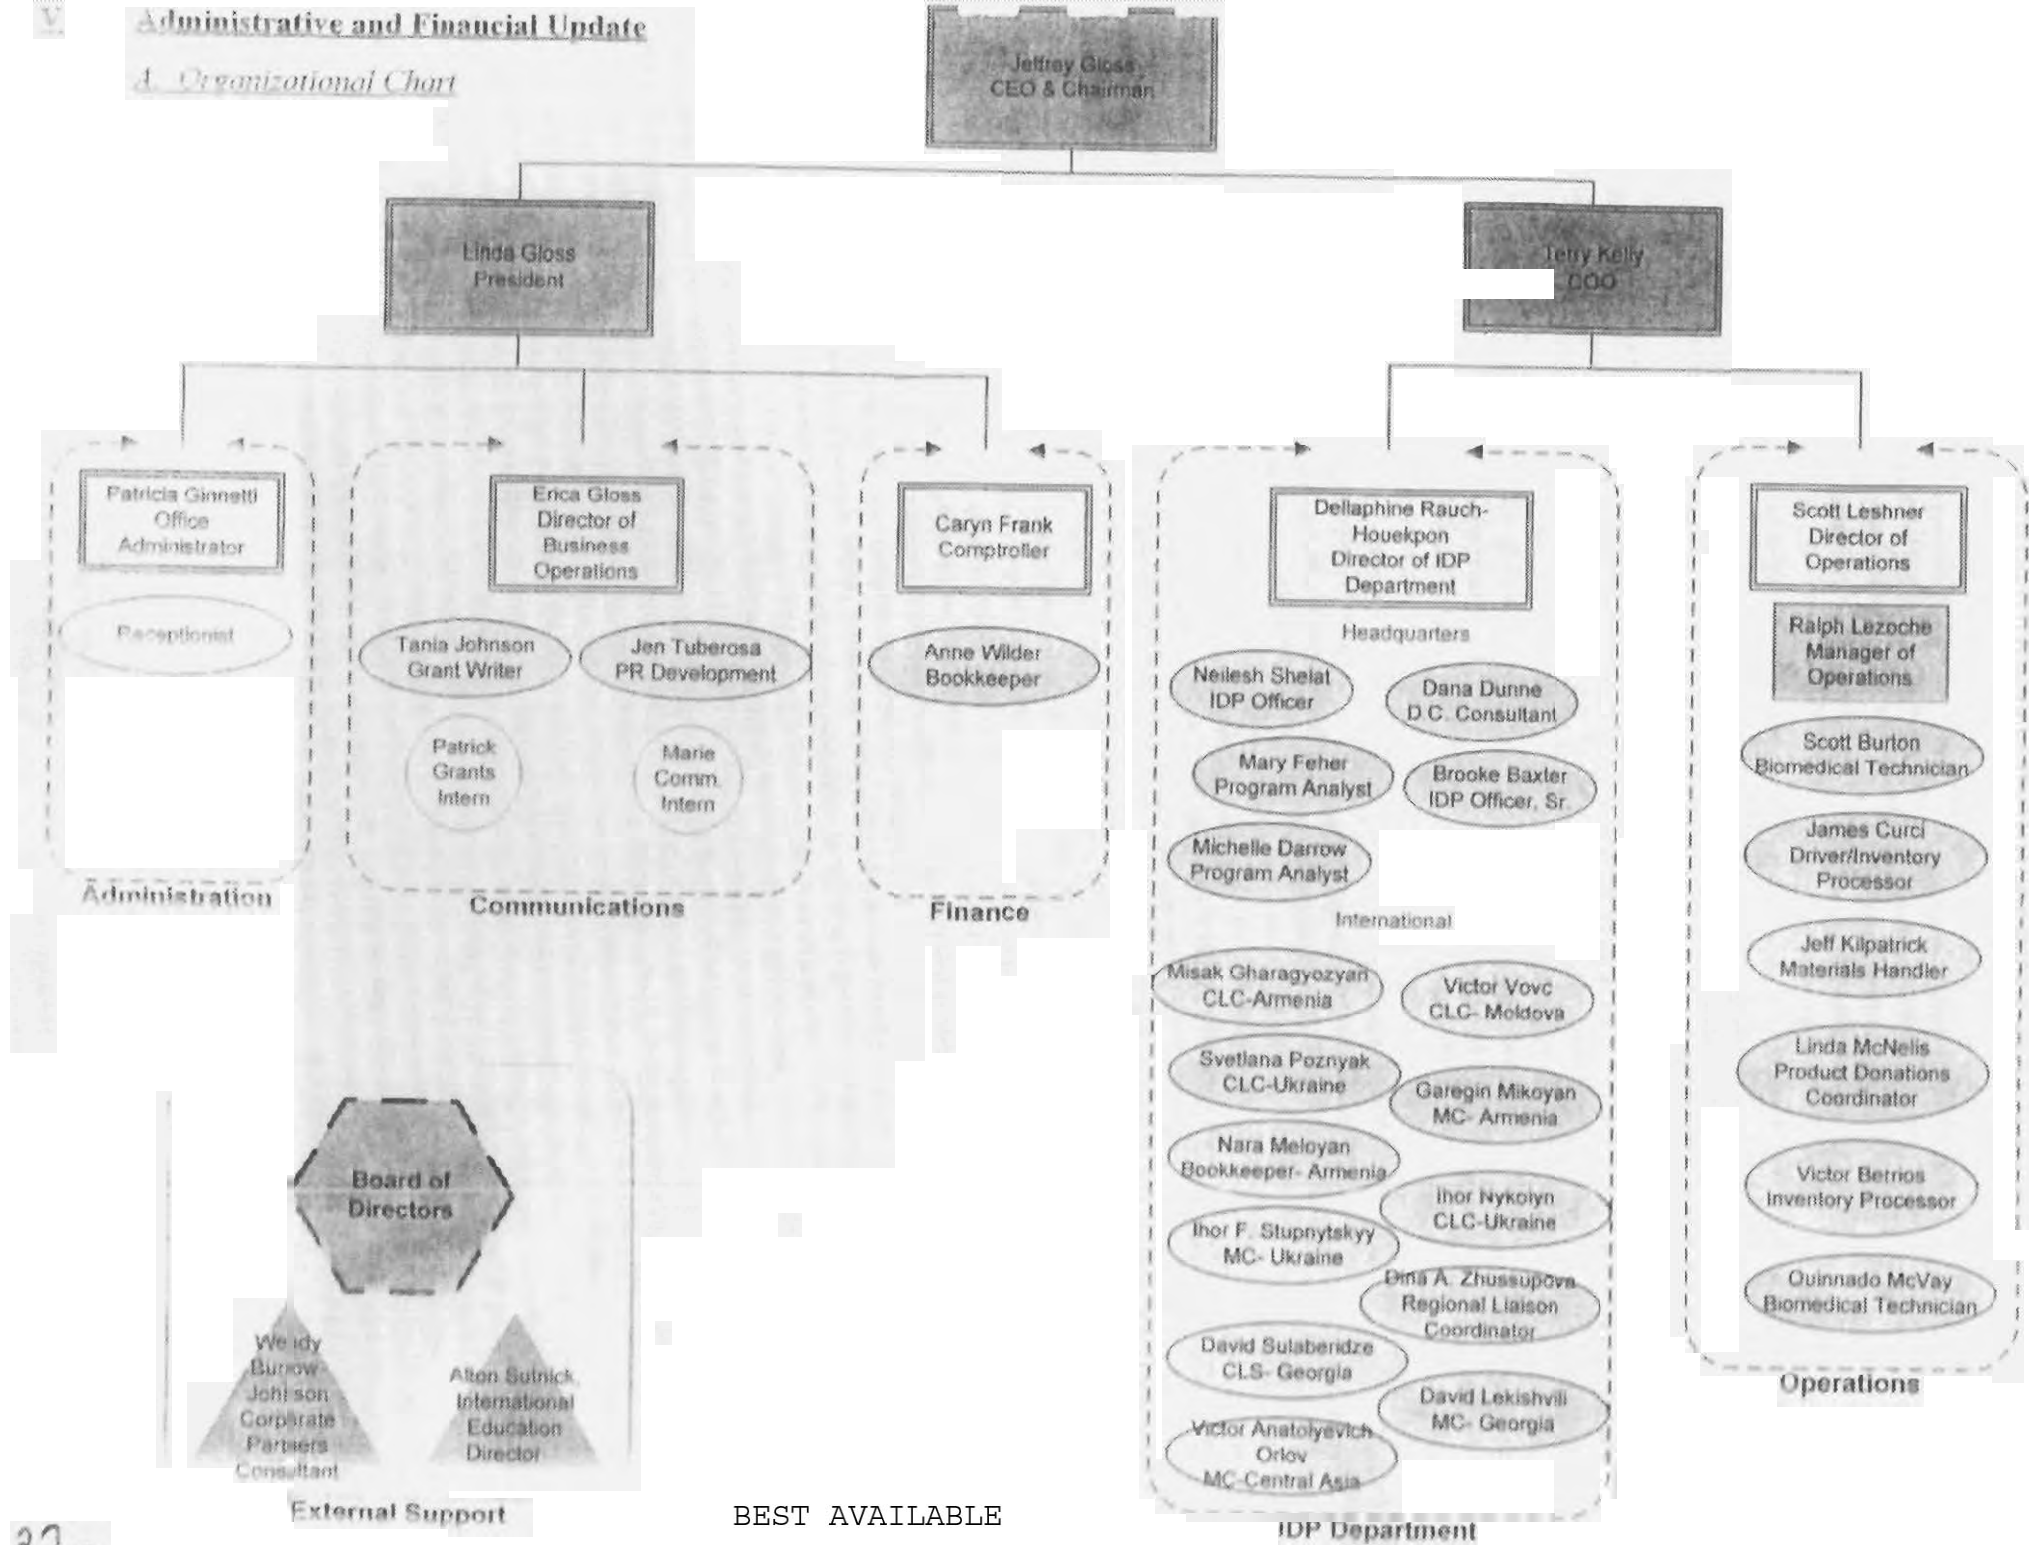 V.
Administrative and Financial Update
A. Organizational Chart
Jeffrey Gloss
CEO & Chairman
Linda Gloss
President
Terry Kelly
COO
Patricia Ginnetti
Office
Administrator
Receptionist
Administration
Erica Gloss
Director of
Business
Operations
Tania Johnson
Grant Writer
Jen Tuberosa
PR Development
Patrick
Grants
Intern
Marie
Comm.
Intern
Communications
Caryn Frank
Comptroller
Anne Wilder
Bookkeeper
Finance
Dellaphine Rauch-
Houekpon
Director of IDP
Department
Headquarters
Neilesh Shelat
IDP Officer
Dana Dunne
D.C. Consultant
Mary Feher
Program Analyst
Brooke Baxter
IDP Officer, Sr.
Michelle Darrow
Program Analyst
International
Misak Gharagyozyan
CLC-Armenia
Victor Vovc
CLC- Moldova
Svetlana Poznyak
CLC-Ukraine
Garegin Mikoyan
MC- Armenia
Nara Meloyan
Bookkeeper- Armenia
Ihor Nykolyn
CLC-Ukraine
Ihor F. Stupnytskyy
MC- Ukraine
Dina A. Zhussupova
Regional Liaison
Coordinator
David Sulaberidze
CLS- Georgia
David Lekishvili
MC- Georgia
Victor Anatolyevich
Orlov
MC-Central Asia
IDP Department
Scott Leshner
Director of
Operations
Ralph Lezoche
Manager of
Operations
Scott Burton
Biomedical Technician
James Curci
Driver/Inventory
Processor
Jeff Kilpatrick
Materials Handler
Linda McNelis
Product Donations
Coordinator
Victor Berrios
Inventory Processor
Quinnado McVay
Biomedical Technician
Operations
Board of
Directors
Wendy
Burlow-
Johnson
Corporate
Partners
Consultant
Alton Sutnick,
International
Education
Director
External Support
BEST AVAILABLE